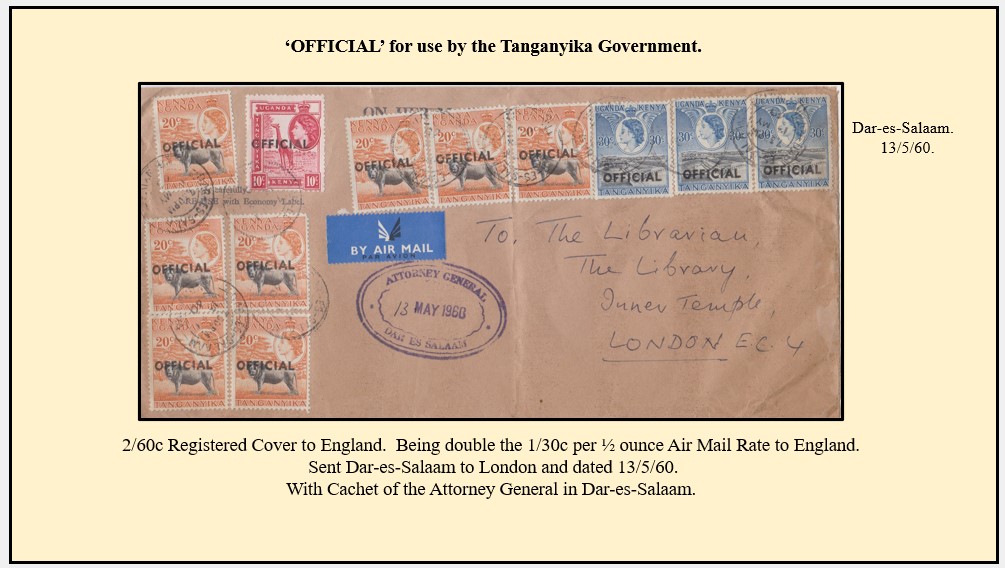 ‘OFFICIAL’ for use by the Tanganyika Government.
Dar-es-Salaam.
13/5/60.
20c
OFFICIAL
UGANDA
OFFICIAL
10c KENYA 10c
ON HER
20c
OFFICIAL
TANGANYIKA
20c
OFFICIAL
TANGANYIKA
20c
OFFICIAL
TANGANYIKA
UGANDA KENYA
30c 30c
OFFICIAL
TANGANYIKA
UGANDA KENYA
30c 30c
OFFICIAL
TANGANYIKA
UGANDA KENYA
30c
OFFICIAL
TANGANYIKA
with Economy Label.
20c
OFFICIAL
TANGANYIKA
20c
OFFICIAL
TANGANYIKA
20c
OFFICIAL
TANGANYIKA
20c
OFFICIAL
TANGANYIKA
BY AIR MAIL
PAR AVION
ATTORNEY GENERAL
13 MAY 1960
DAR ES SALAAM
To, The Librarian,
The Library,
Inner Temple,
LONDON E.C.4
2/60c Registered Cover to England. Being double the 1/30c per ½ ounce Air Mail Rate to England.
Sent Dar-es-Salaam to London and dated 13/5/60.
With Cachet of the Attorney General in Dar-es-Salaam.